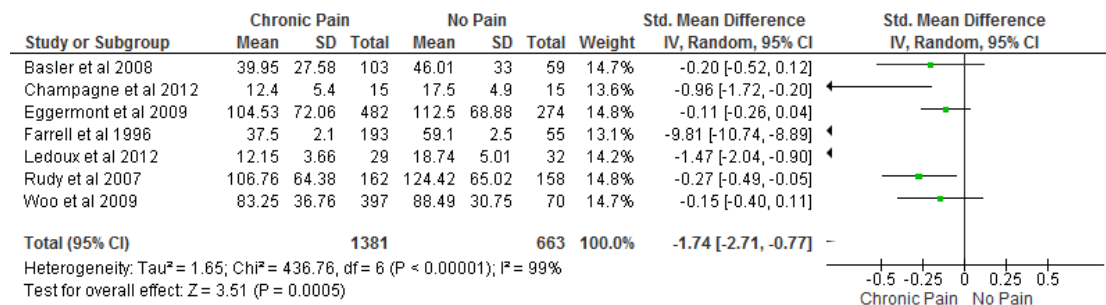 Chronic Pain No Pain Std. Mean Difference Std. Mean Difference
Study or Subgroup Mean SD Total Mean SD Total Weight IV, Random, 95% CI IV, Random, 95% CI
Basler et al 2008 39.95 27.58 103 46.01 33 59 14.7% -0.20 [-0.52, 0.12]
Champagne et al 2012 12.4 5.4 15 17.5 4.9 15 13.6% -0.96 [-1.72, -0.20]
Eggermont et al 2009 104.53 72.06 482 112.5 68.88 274 14.8% -0.11 [-0.26, 0.04]
Farrell et al 1996 37.5 2.1 193 59.1 2.5 55 13.1% -9.81 [-10.74, -8.89]
Ledoux et al 2012 12.15 3.66 29 18.74 5.01 32 14.2% -1.47 [-2.04, -0.90]
Rudy et al 2007 106.76 64.38 162 124.42 65.02 158 14.8% -0.27 [-0.49, -0.05]
Woo et al 2009 83.25 36.76 397 88.49 30.75 70 14.7% -0.15 [-0.40, 0.11]
Total (95% CI) 1381 663 100.0% -1.74 [-2.71, -0.77]
Heterogeneity: Tau² = 1.65; Chi² = 436.76, df = 6 (P < 0.00001); I² = 99%
Test for overall effect: Z = 3.51 (P = 0.0005)
-0.5 -0.25 0 0.25 0.5
Chronic Pain No Pain